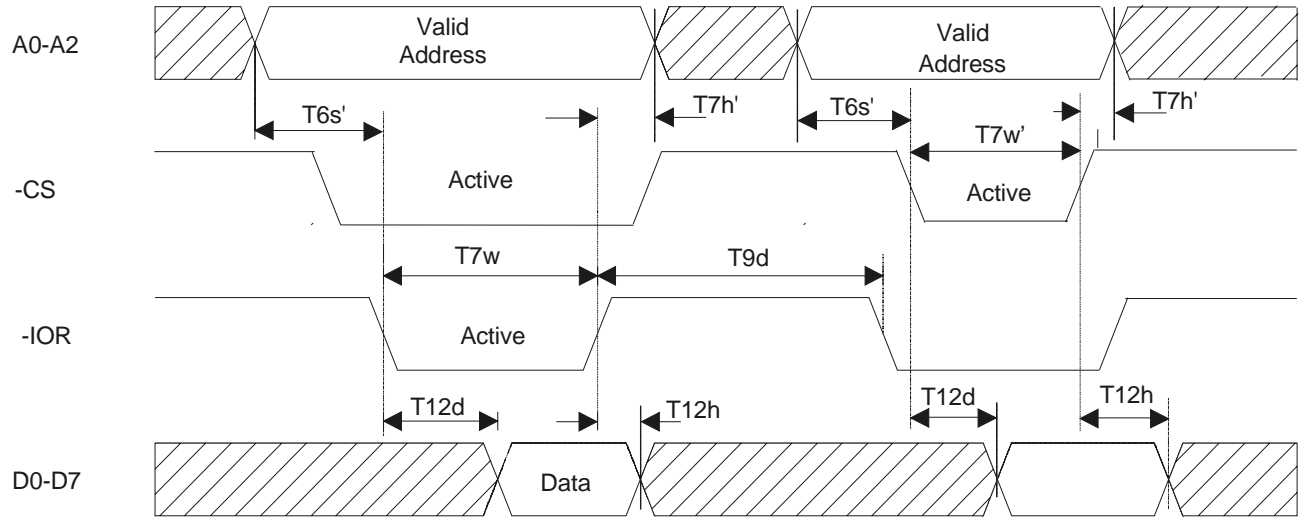 A0-A2
Valid
Address
Valid
Address
T6s'
T7h'
T6s'
T7h'
T7w’
-CS
Active
Active
T7w
T9d
-IOR
Active
T12d
T12h
T12d
T12h
D0-D7
Data